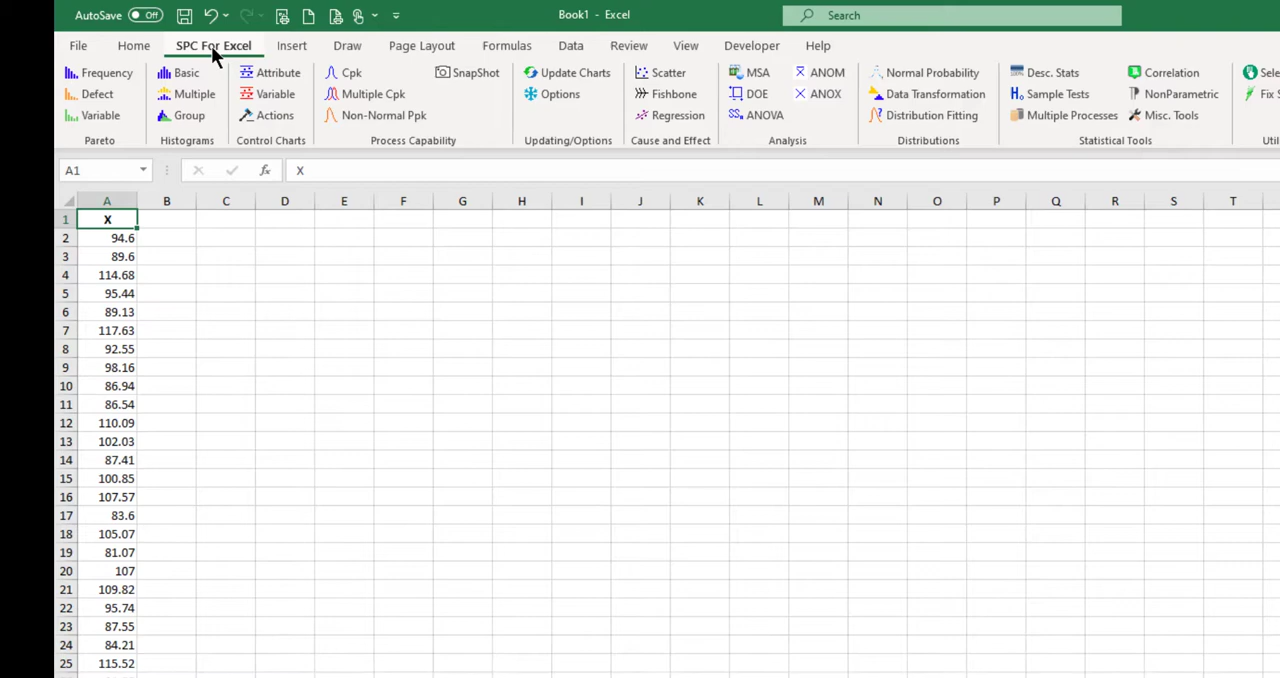 AutoSave Off Book1 - Excel Search
File Home SPC For Excel Insert Draw Page Layout Formulas Data Review View Developer Help
Frequency Basic Attribute Cpk SnapShot Update Charts Scatter MSA ANOM Normal Probability Desc. Stats Correlation
Defect Multiple Variable Multiple Cpk Options Fishbone DOE ANOX Data Transformation Sample Tests NonParametric
Variable Group Actions Non-Normal Ppk Regression ANOVA Distribution Fitting Multiple Processes Misc. Tools
Pareto Histograms Control Charts Process Capability Updating/Options Cause and Effect Analysis Distributions Statistical Tools
A1 fx X
A B C D E F G H I J K L M N O P Q R S T
1 X
2 94.6
3 89.6
4 114.68
5 95.44
6 89.13
7 117.63
8 92.55
9 98.16
10 86.94
11 86.54
12 110.09
13 102.03
14 87.41
15 100.85
16 107.57
17 83.6
18 105.07
19 81.07
20 107
21 109.82
22 95.74
23 87.55
24 84.21
25 115.52